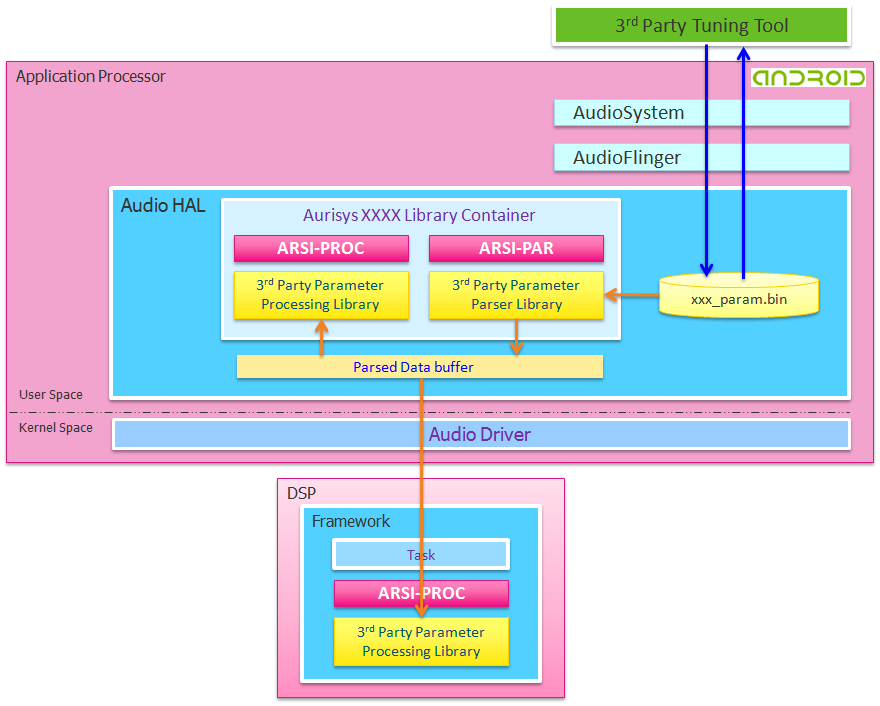 3rd Party Tuning Tool
Application Processor
ANDROID
AudioSystem
AudioFlinger
Audio HAL
Aurisys XXXX Library Container
ARSI-PROC
ARSI-PAR
3rd Party Parameter
Processing Library
3rd Party Parameter
Parser Library
xxx_param.bin
Parsed Data buffer
User Space
Kernel Space
Audio Driver
DSP
Framework
Task
ARSI-PROC
3rd Party Parameter
Processing Library